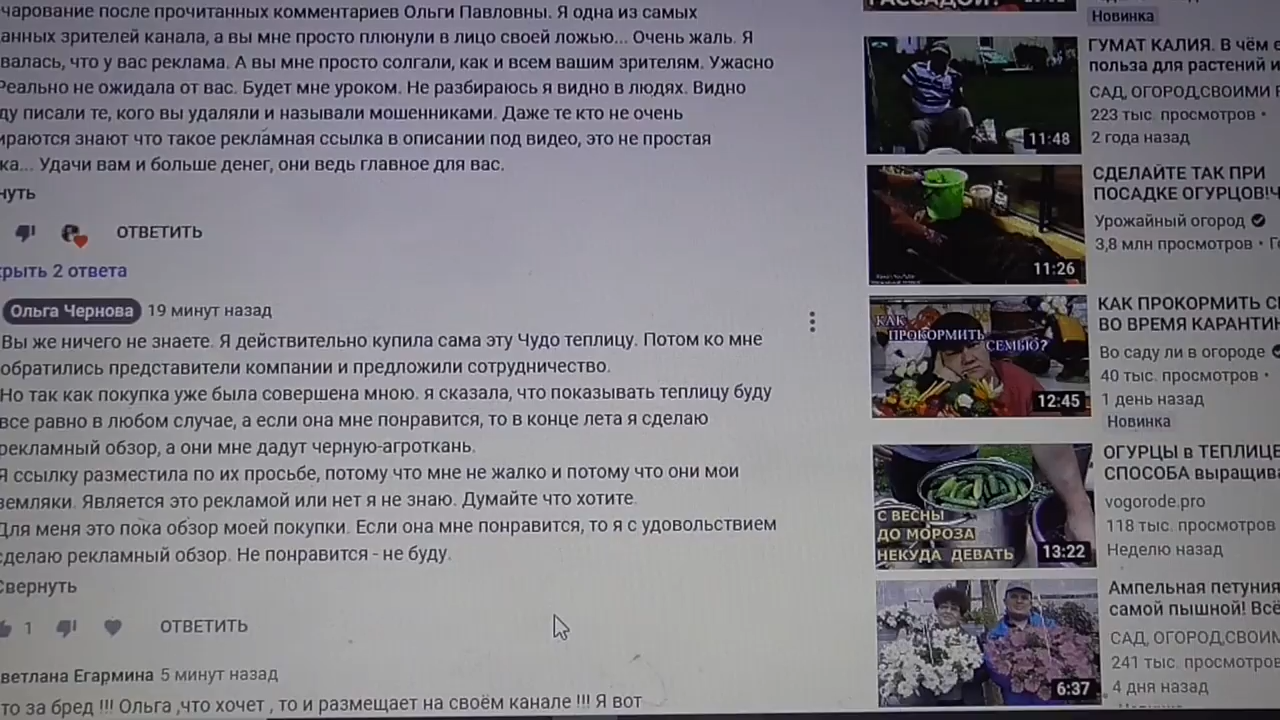 чарование после прочитанных комментариев Ольги Павловны. Я одна из самых
анных зрителей канала, а вы мне просто плюнули в лицо своей ложью... Очень жаль. Я
валась, что у вас реклама. А вы мне просто солгали, как и всем вашим зрителям. Ужасно
Реально не ожидала от вас. Будет мне уроком. Не разбираюсь я видно в людях. Видно
ду писали те, кого вы удаляли и называли мошенниками. Даже те кто не очень
ираются знают что такое рекламная ссылка в описании под видео, это не простая
ка... Удачи вам и больше денег, они ведь главное для вас.
нуть
ОТВЕТИТЬ
крыть 2 ответа
Ольга Чернова 19 минут назад
Вы же ничего не знаете. Я действительно купила сама эту Чудо теплицу. Потом ко мне
обратились представители компании и предложили сотрудничество.
Но так как покупка уже была совершена мною. я сказала, что показывать теплицу буду
все равно в любом случае, а если она мне понравится, то в конце лета я сделаю
рекламный обзор, а они мне дадут черную-агроткань.
Я ссылку разместила по их просьбе, потому что мне не жалко и потому что они мои
земляки. Является это рекламой или нет я не знаю. Думайте что хотите.
Для меня это пока обзор моей покупки. Если она мне понравится, то я с удовольствием
сделаю рекламный обзор. Не понравится - не буду.
Свернуть
1 ОТВЕТИТЬ
ветлана Егармина 5 минут назад
то за бред !!! Ольга ,что хочет , то и размещает на своём канале !!! Я вот
Новинка
11:48
ГУМАТ КАЛИЯ. В чём
польза для растений и
САД, ОГОРОД,СВОИМИ
223 тыс. просмотров •
2 года назад
11:26
СДЕЛАЙТЕ ТАК ПРИ
ПОСАДКЕ ОГУРЦОВ!Ч
Урожайный огород
3,8 млн просмотров •
КАК
ПРОКОРМИТЬ
СЕМЬЮ?
12:45
КАК ПРОКОРМИТЬ С
ВО ВРЕМЯ КАРАНТИ
Во саду ли в огороде
40 тыс. просмотров •
1 день назад
Новинка
С ВЕСНЫ
ДО МОРОЗА
НЕКУДА ДЕВАТЬ
13:22
ОГУРЦЫ в ТЕПЛИЦЕ
СПОСОБА выращив
vogorode.pro
118 тыс. просмотров
Неделю назад
6:37
Ампельная петуния
самой пышной! Всё
САД, ОГОРОД,СВОИМ
241 тыс. просмотров
4 дня назад